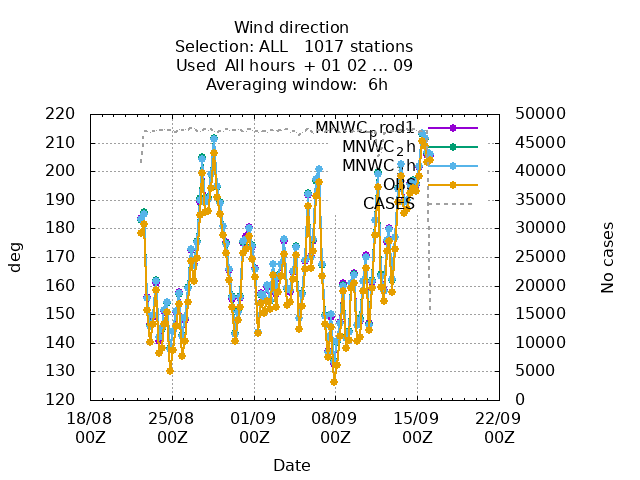 Wind direction
Selection: ALL 1017 stations
Used All hours + 01 02 ... 09
Averaging window: 6h
220
210
200
190
180
170
160
150
140
130
120
50000
45000
40000
35000
30000
25000
20000
15000
10000
5000
0
MNWC_prod1
MNWC_2h
MNWC_h
OBS
CASES
deg
No cases
18/08 25/08 01/09 08/09 15/09 22/09
00Z 00Z 00Z 00Z 00Z 00Z
Date